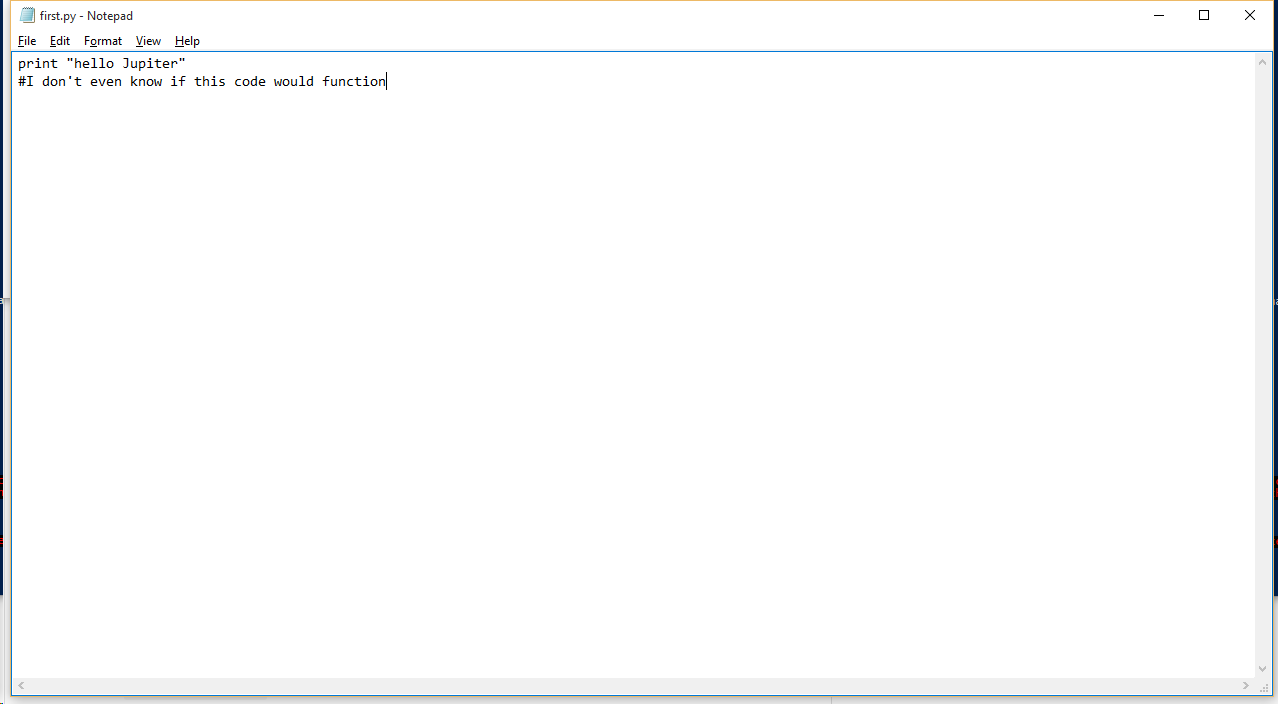 first.py - Notepad
File Edit Format View Help
print "hello Jupiter"
#I don't even know if this code would function